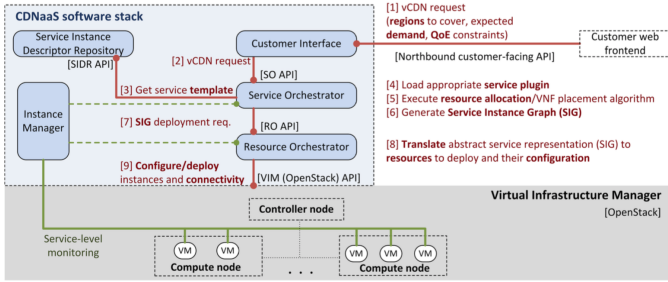 CDNaaS software stack
Service Instance
Descriptor Repository
[SIDR API]
Customer Interface
[2] vCDN request
[SO API]
[1] vCDN request
(regions to cover, expected
demand, QoE constraints)
[Northbound customer-facing API]
Customer web
frontend
[3] Get service template
Service Orchestrator
[4] Load appropriate service plugin
[5] Execute resource allocation/VNF placement algorithm
[6] Generate Service Instance Graph (SIG)
Instance
Manager
[7] SIG deployment req.
[RO API]
Resource Orchestrator
[8] Translate abstract service representation (SIG) to
resources to deploy and their configuration
[9] Configure/deploy
instances and connectivity
[VIM (OpenStack) API]
Virtual Infrastructure Manager
[OpenStack]
Controller node
Service-level
monitoring
VM
VM
VM
VM
VM
Compute node
. . .
Compute node